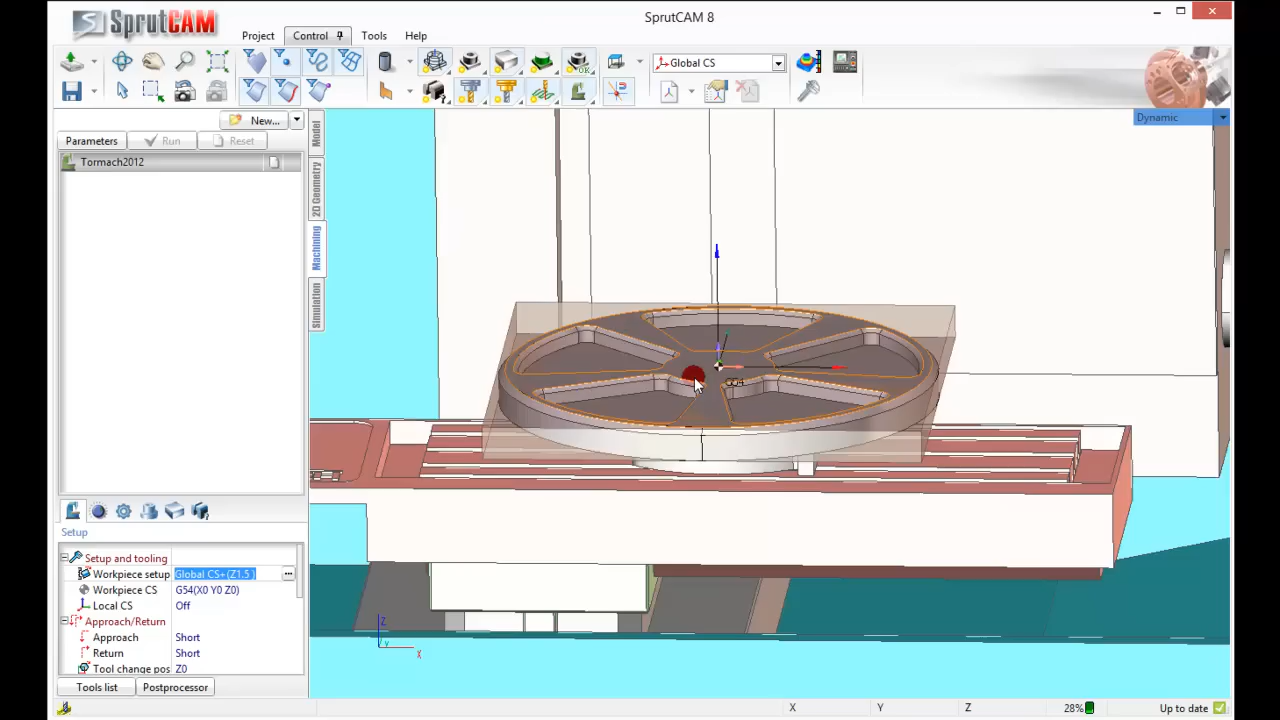 SprutCAM 8
SprutCAM
Project
Control
Tools
Help
Global CS
New...
Parameters
Run
Reset
Tormach2012
Model
2D Geometry
Machining
Simulation
Dynamic
G54
Setup
Setup and tooling
Workpiece setup Global CS+(Z1.5 )
Workpiece CS G54(X0 Y0 Z0)
Local CS Off
Approach/Return
Approach Short
Return Short
Tool change pos Z0
Tools list
Postprocessor
Z
Y
X
X Y Z 28% Up to date